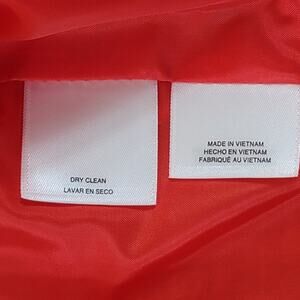 DRY CLEAN
LAVAR EN SECO
MADE IN VIETNAM
HECHO EN VIETNAM
FABRIQUÉ AU VIETNAM